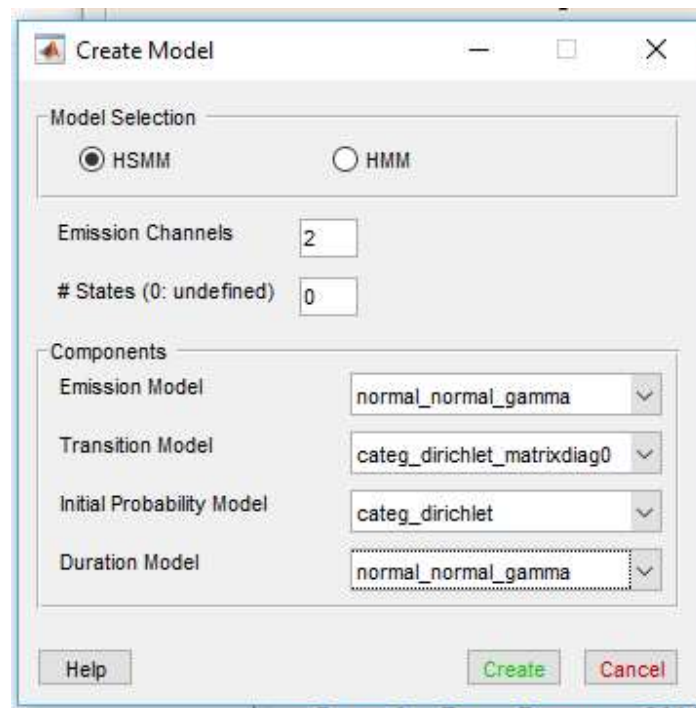 Create Model
Model Selection
HSMM HMM
Emission Channels 2
# States (0: undefined) 0
Components
Emission Model normal_normal_gamma
Transition Model categ_dirichlet_matrixdiag0
Initial Probability Model categ_dirichlet
Duration Model normal_normal_gamma
Help Create Cancel